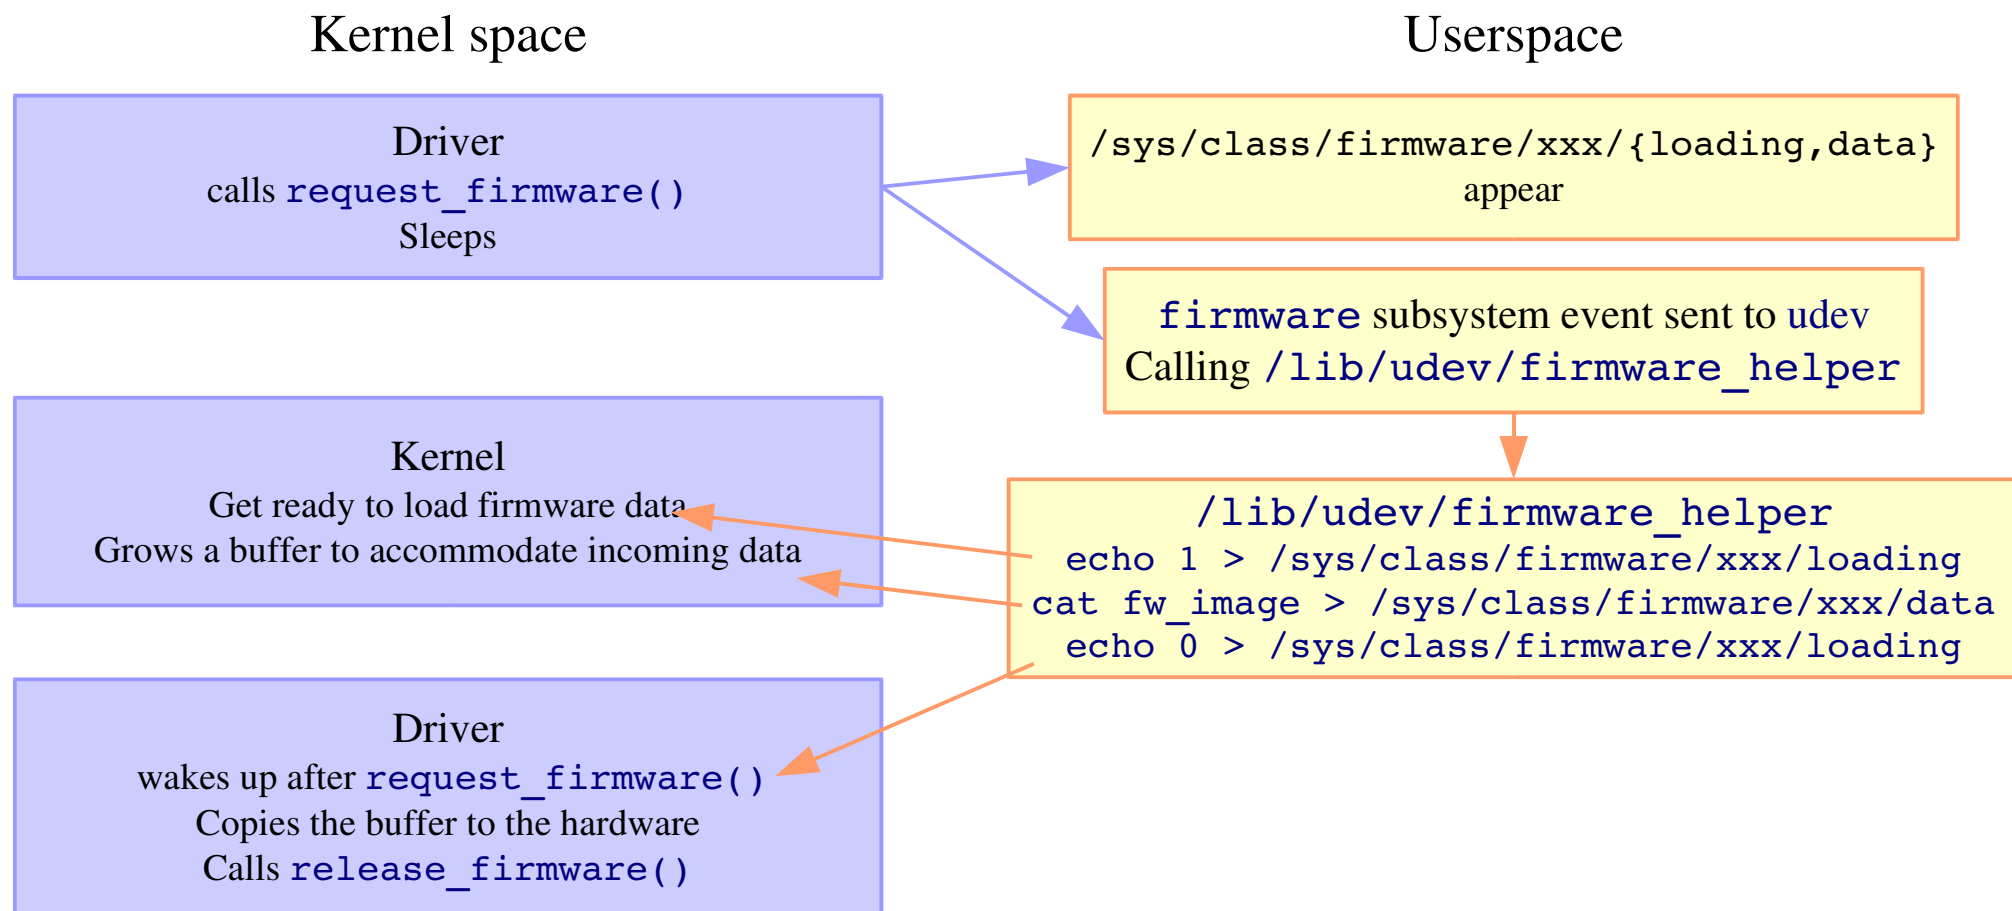 Kernel space
Userspace
Driver
calls request_firmware()
Sleeps
/sys/class/firmware/xxx/{loading,data}
appear
firmware subsystem event sent to udev
Calling /lib/udev/firmware_helper
Kernel
Get ready to load firmware data
Grows a buffer to accommodate incoming data
/lib/udev/firmware_helper
echo 1 > /sys/class/firmware/xxx/loading
cat fw_image > /sys/class/firmware/xxx/data
echo 0 > /sys/class/firmware/xxx/loading
Driver
wakes up after request_firmware()
Copies the buffer to the hardware
Calls release_firmware()